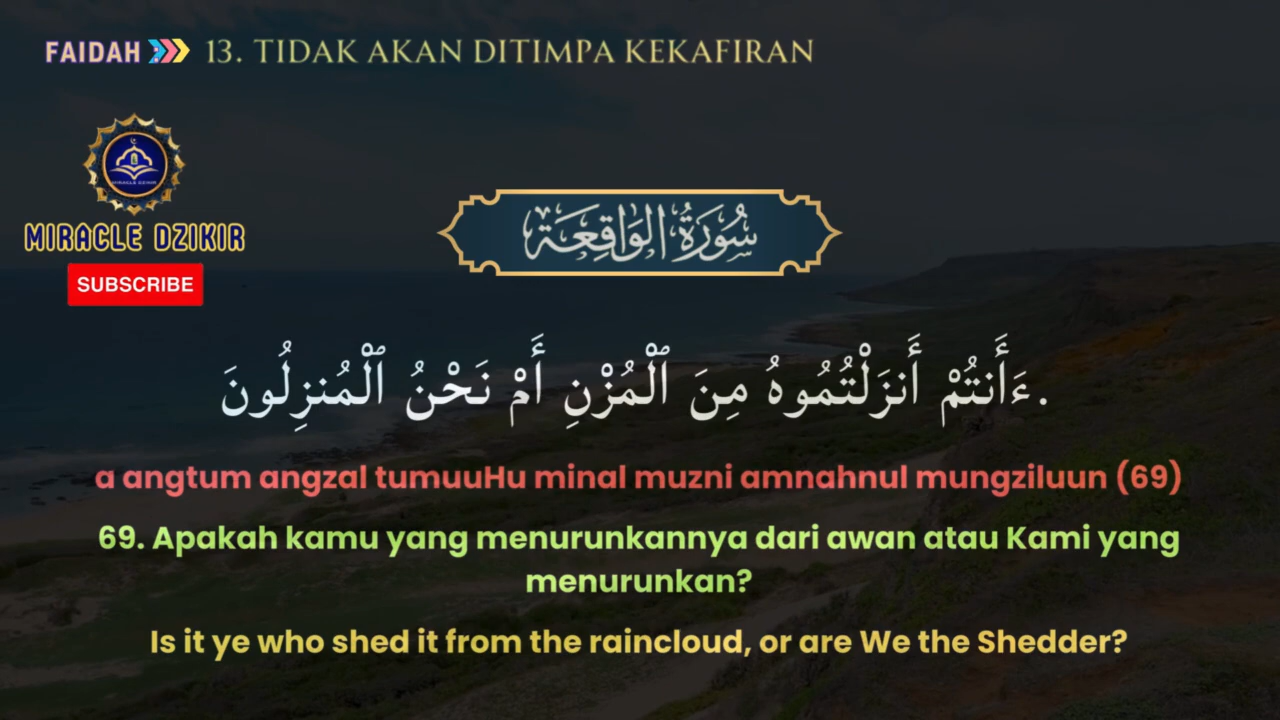 FAIDAH 13. TIDAK AKAN DITIMPA KEKAFIRAN
MIRACLE DZIKIR
MIRACLE DZIKIR
SUBSCRIBE
سُورَةُ الوَاقِعَة
ءَأَنتُمْ أَنزَلْتُمُوهُ مِنَ ٱلْمُزْنِ أَمْ نَحْنُ ٱلْمُنزِلُونَ.
a angtum angzal tumuuHu minal muzni amnahnul mungziluun (69)
69. Apakah kamu yang menurunkannya dari awan atau Kami yang
menurunkan?
Is it ye who shed it from the raincloud, or are We the Shedder?